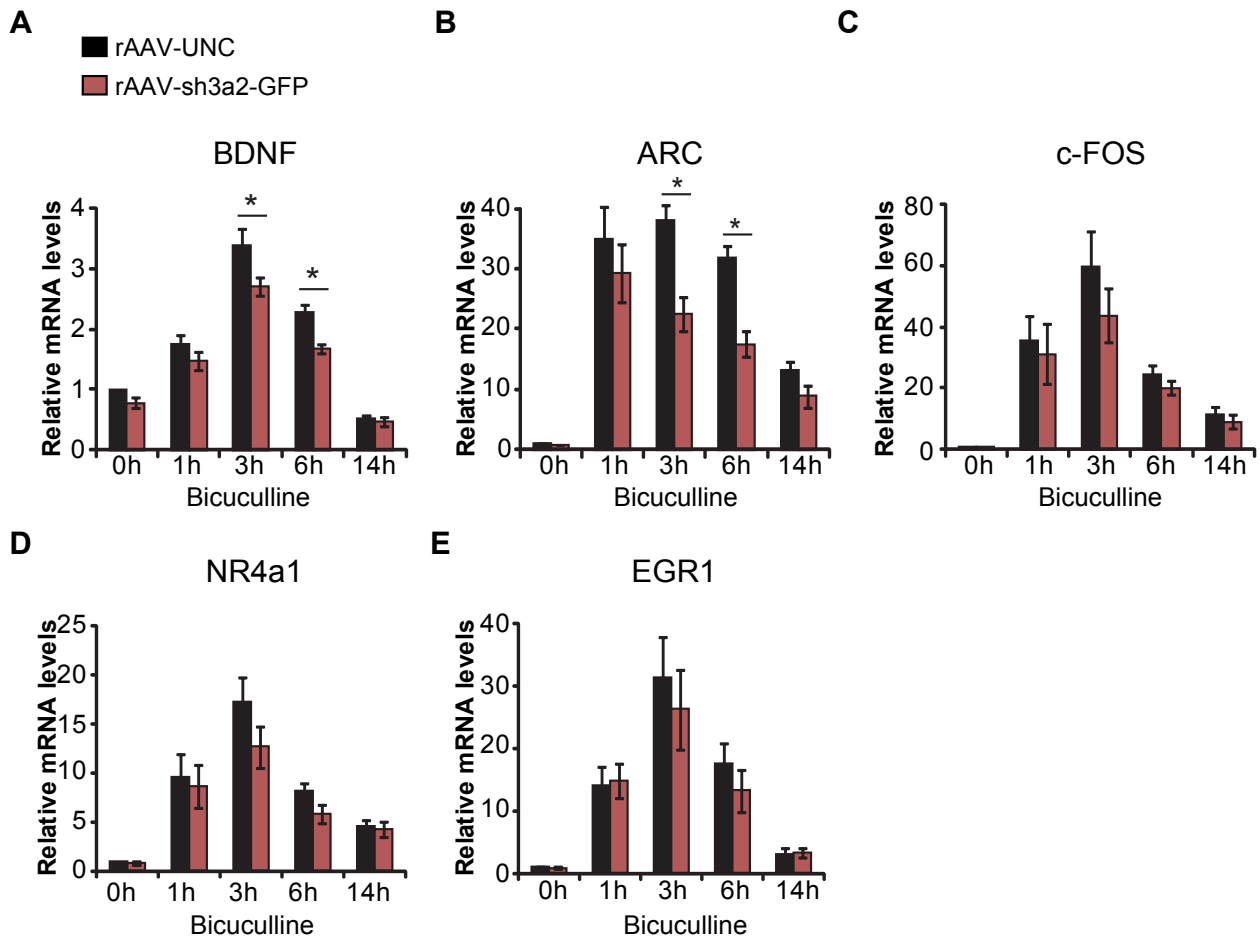 A
B
C
rAAV-UNC
rAAV-sh3a2-GFP
BDNF
ARC
c-FOS
Relative mRNA levels
4
3
2
1
0
*
*
0h 1h 3h 6h 14h
Bicuculline
Relative mRNA levels
40
30
20
10
0
*
*
0h 1h 3h 6h 14h
Bicuculline
Relative mRNA levels
80
60
40
20
0
0h 1h 3h 6h 14h
Bicuculline
D
E
NR4a1
EGR1
Relative mRNA levels
25
20
15
10
5
0
0h 1h 3h 6h 14h
Bicuculline
Relative mRNA levels
40
30
20
10
0
0h 1h 3h 6h 14h
Bicuculline